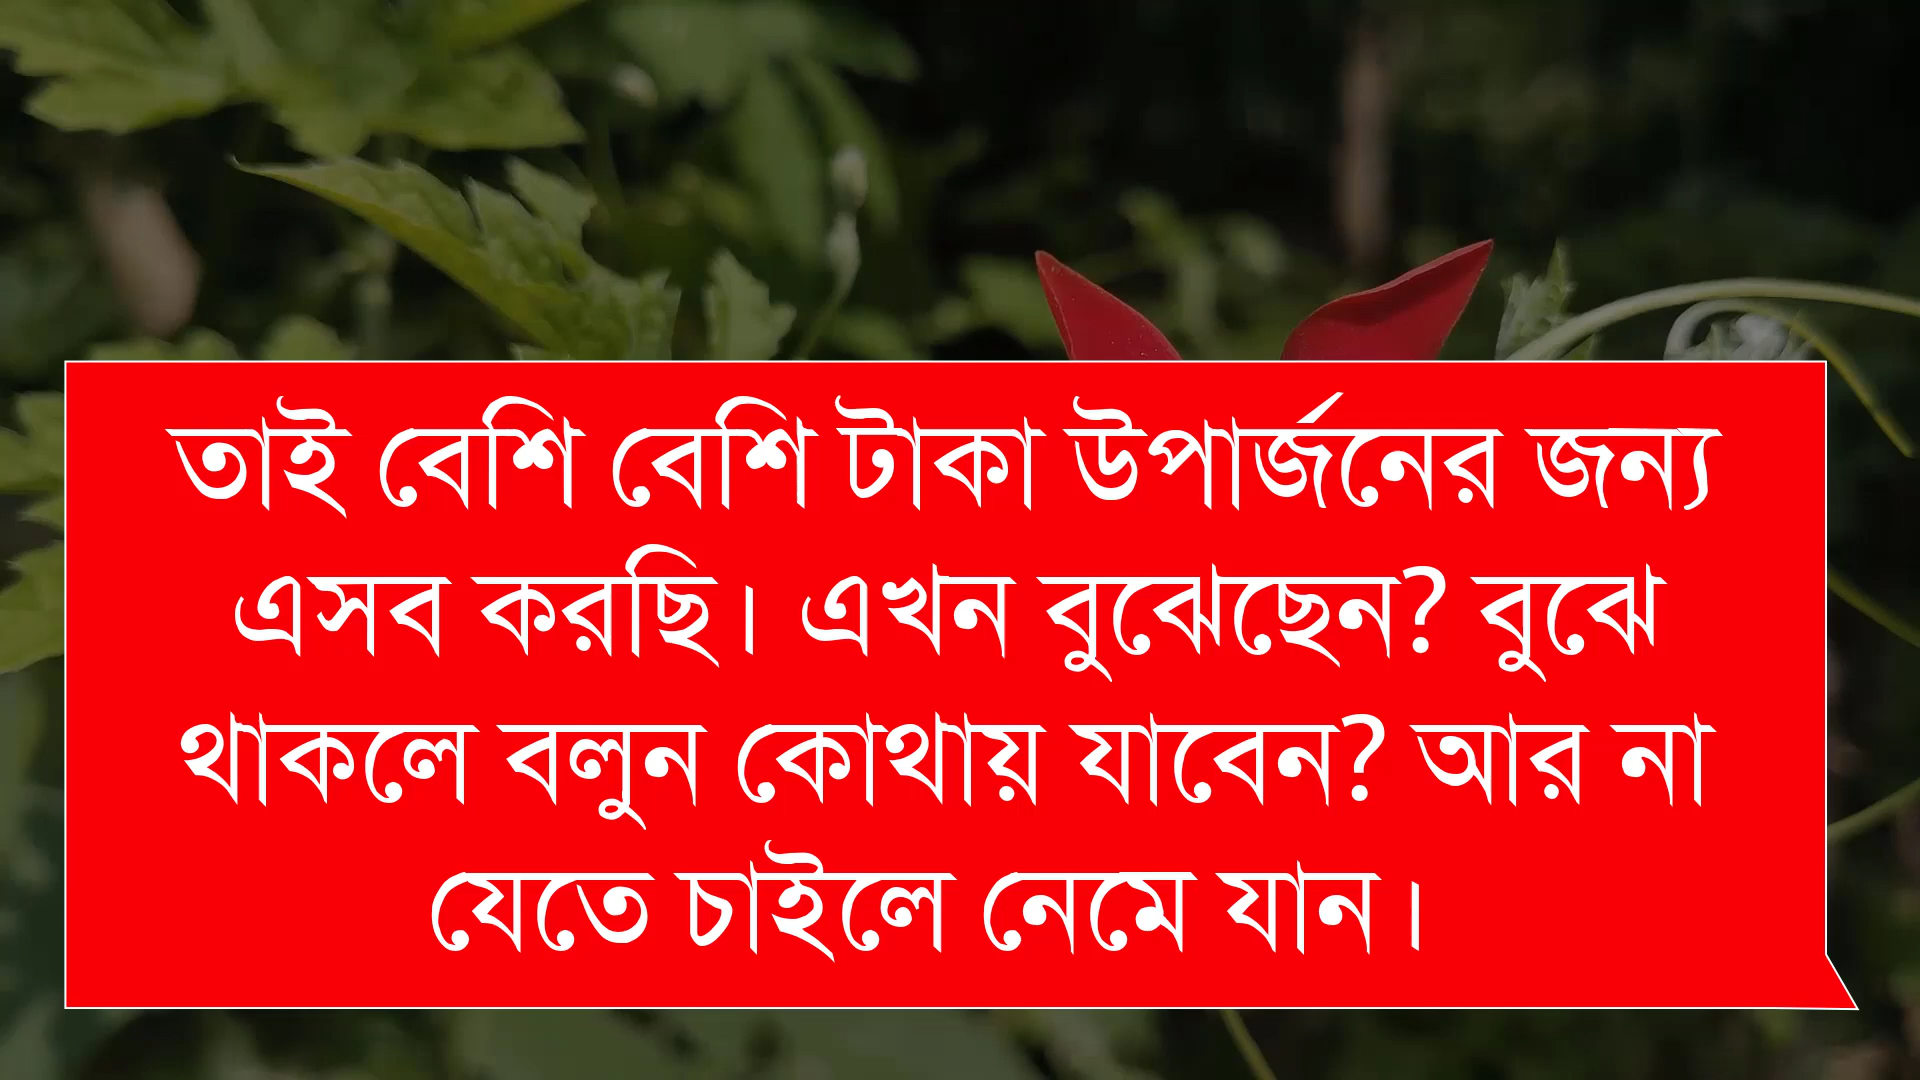 তাই বেশি বেশি টাকা উপার্জনের জন্য
এসব করছি। এখন বুঝেছেন? বুঝে
থাকলে বলুন কোথায় যাবেন? আর না
যেতে চাইলে নেমে যান।